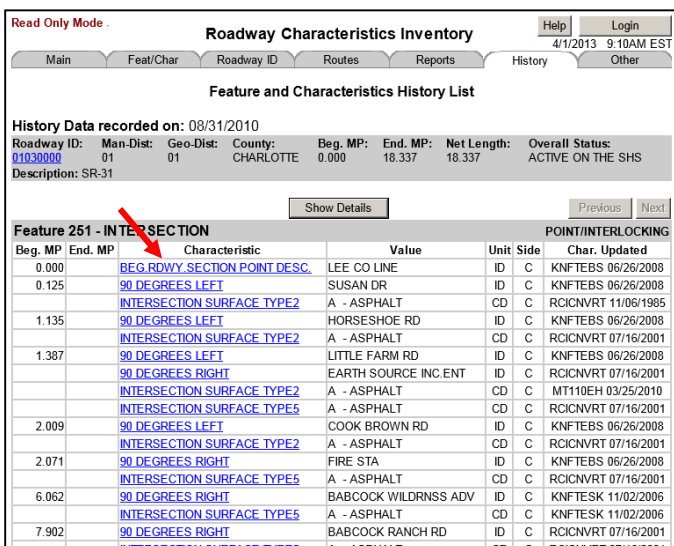 Read Only Mode .
Roadway Characteristics Inventory
Help Login
4/1/2013 9:10AM EST
Main Feat/Char Roadway ID Routes Reports History Other
Feature and Characteristics History List
History Data recorded on: 08/31/2010
Roadway ID: Man-Dist: Geo-Dist: County: Beg. MP: End. MP: Net Length: Overall Status:
01030000 01 01 CHARLOTTE 0.000 18.337 18.337 ACTIVE ON THE SHS
Description: SR-31
Show Details Previous Next
Feature 251 - INTERSECTION POINT/INTERLOCKING
Beg. MP End. MP Characteristic Value Unit Side Char. Updated
0.000 BEG.RDWY.SECTION POINT DESC. LEE CO LINE ID C KNFTEBS 06/26/2008
0.125 90 DEGREES LEFT SUSAN DR ID C KNFTEBS 06/26/2008
INTERSECTION SURFACE TYPE2 A - ASPHALT CD C RCICNVRT 11/06/1985
1.135 90 DEGREES LEFT HORSESHOE RD ID C KNFTEBS 06/26/2008
INTERSECTION SURFACE TYPE2 A - ASPHALT CD C RCICNVRT 07/16/2001
1.387 90 DEGREES LEFT LITTLE FARM RD ID C KNFTEBS 06/26/2008
90 DEGREES RIGHT EARTH SOURCE INC.ENT ID C KNFTEBS 06/26/2008
INTERSECTION SURFACE TYPE2 A - ASPHALT CD C MT110EH 03/25/2010
INTERSECTION SURFACE TYPE5 A - ASPHALT CD C RCICNVRT 07/16/2001
2.009 90 DEGREES LEFT COOK BROWN RD ID C KNFTEBS 06/26/2008
INTERSECTION SURFACE TYPE2 A - ASPHALT CD C RCICNVRT 07/16/2001
2.071 90 DEGREES RIGHT FIRE STA ID C KNFTEBS 06/26/2008
INTERSECTION SURFACE TYPE5 A - ASPHALT CD C RCICNVRT 07/16/2001
6.062 90 DEGREES RIGHT BABCOCK WILDRNSS ADV ID C KNFTESK 11/02/2006
INTERSECTION SURFACE TYPE5 A - ASPHALT CD C KNFTESK 11/02/2006
7.902 90 DEGREES RIGHT BABCOCK RANCH RD ID C RCICNVRT 07/16/2001